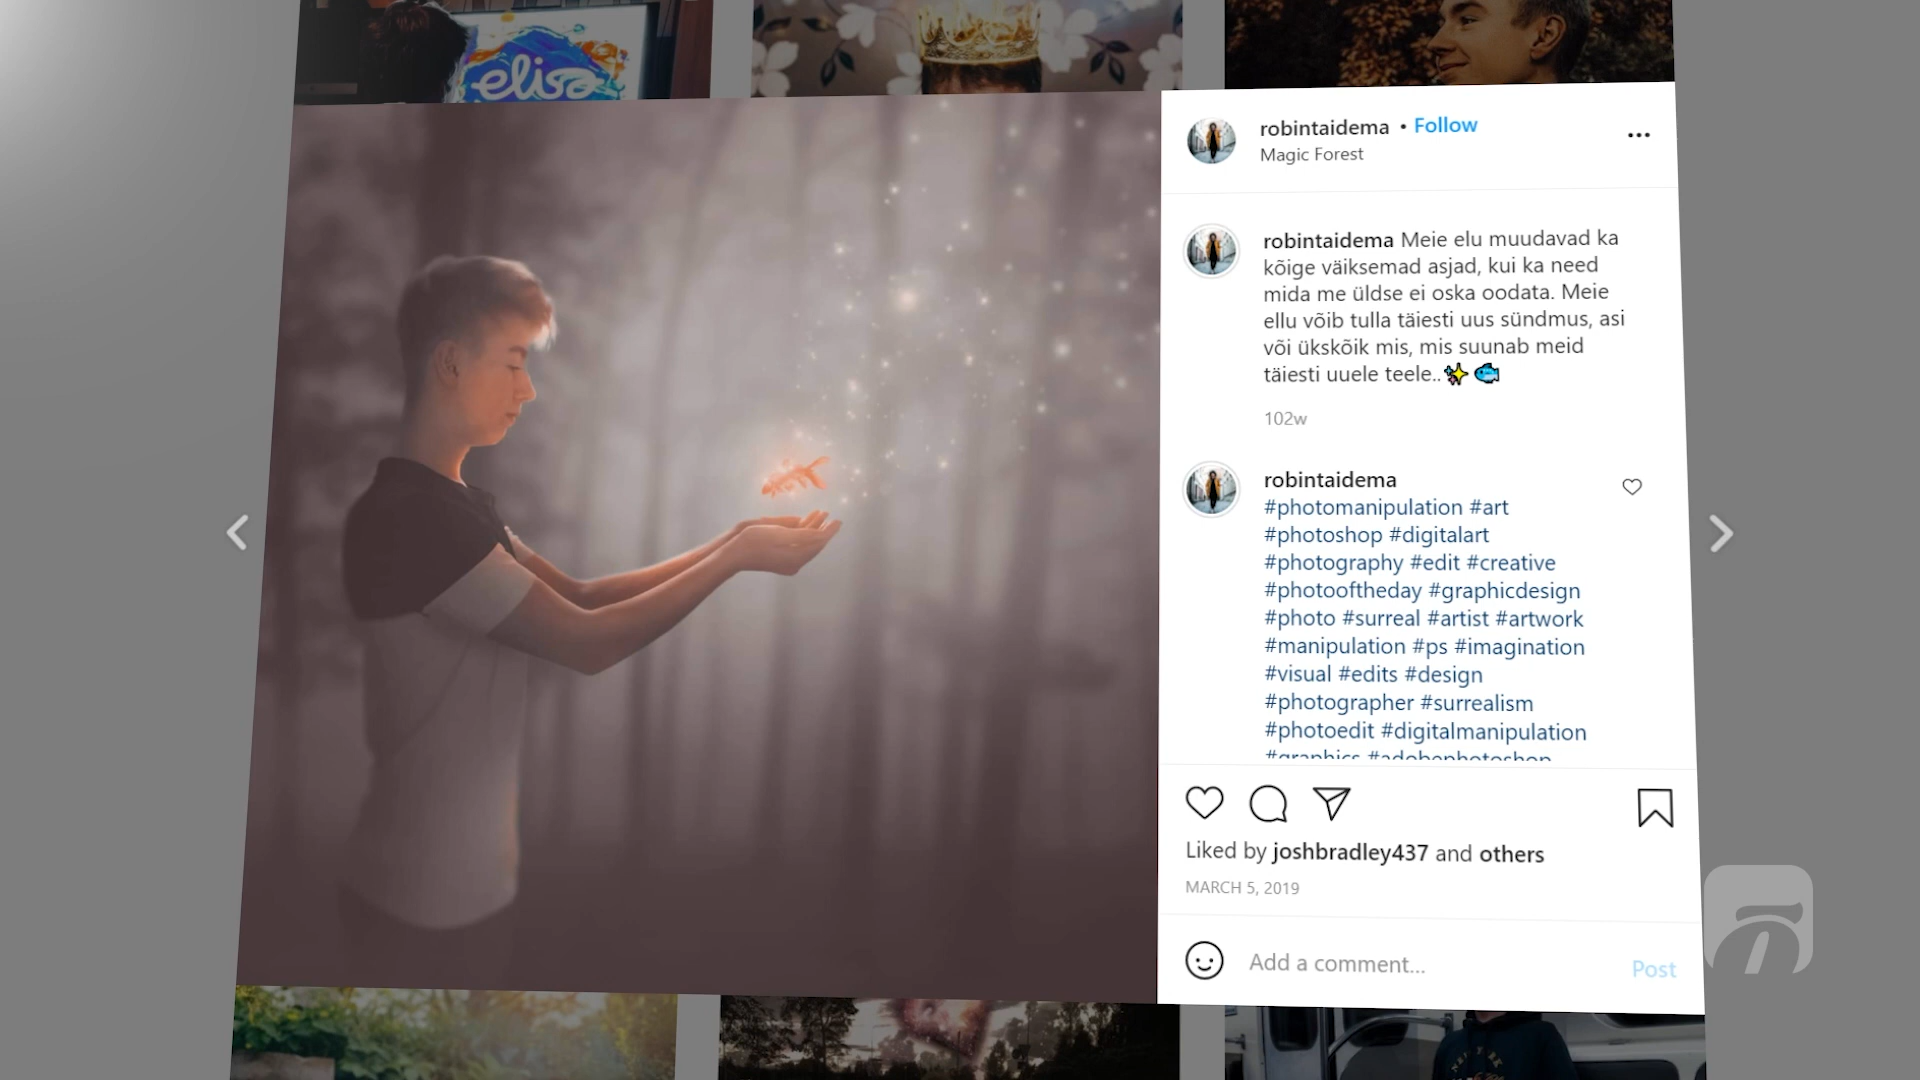 elisa
robintaidema • Follow
Magic Forest
robintaidema Meie elu muudavad ka
kõige väiksemad asjad, kui ka need
mida me üldse ei oska oodata. Meie
ellu võib tulla täiesti uus sündmus, asi
või ükskõik mis, mis suunab meid
täiesti uuele teele..✨🐟
102w
robintaidema
#photomanipulation #art
#photoshop #digitalart
#photography #edit #creative
#photooftheday #graphicdesign
#photo #surreal #artist #artwork
#manipulation #ps #imagination
#visual #edits #design
#photographer #surrealism
#photoedit #digitalmanipulation
#graphics #adobephotoshop
Liked by joshbradley437 and others
MARCH 5, 2019
Add a comment...
Post